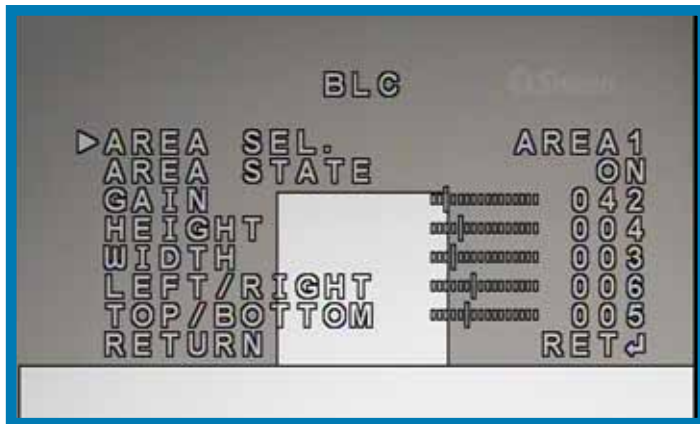 BLC
AREA SEL. AREA1
AREA STATE ON
GAIN 042
HEIGHT 004
WIDTH 003
LEFT/RIGHT 006
TOP/BOTTOM 005
RETURN RET↲